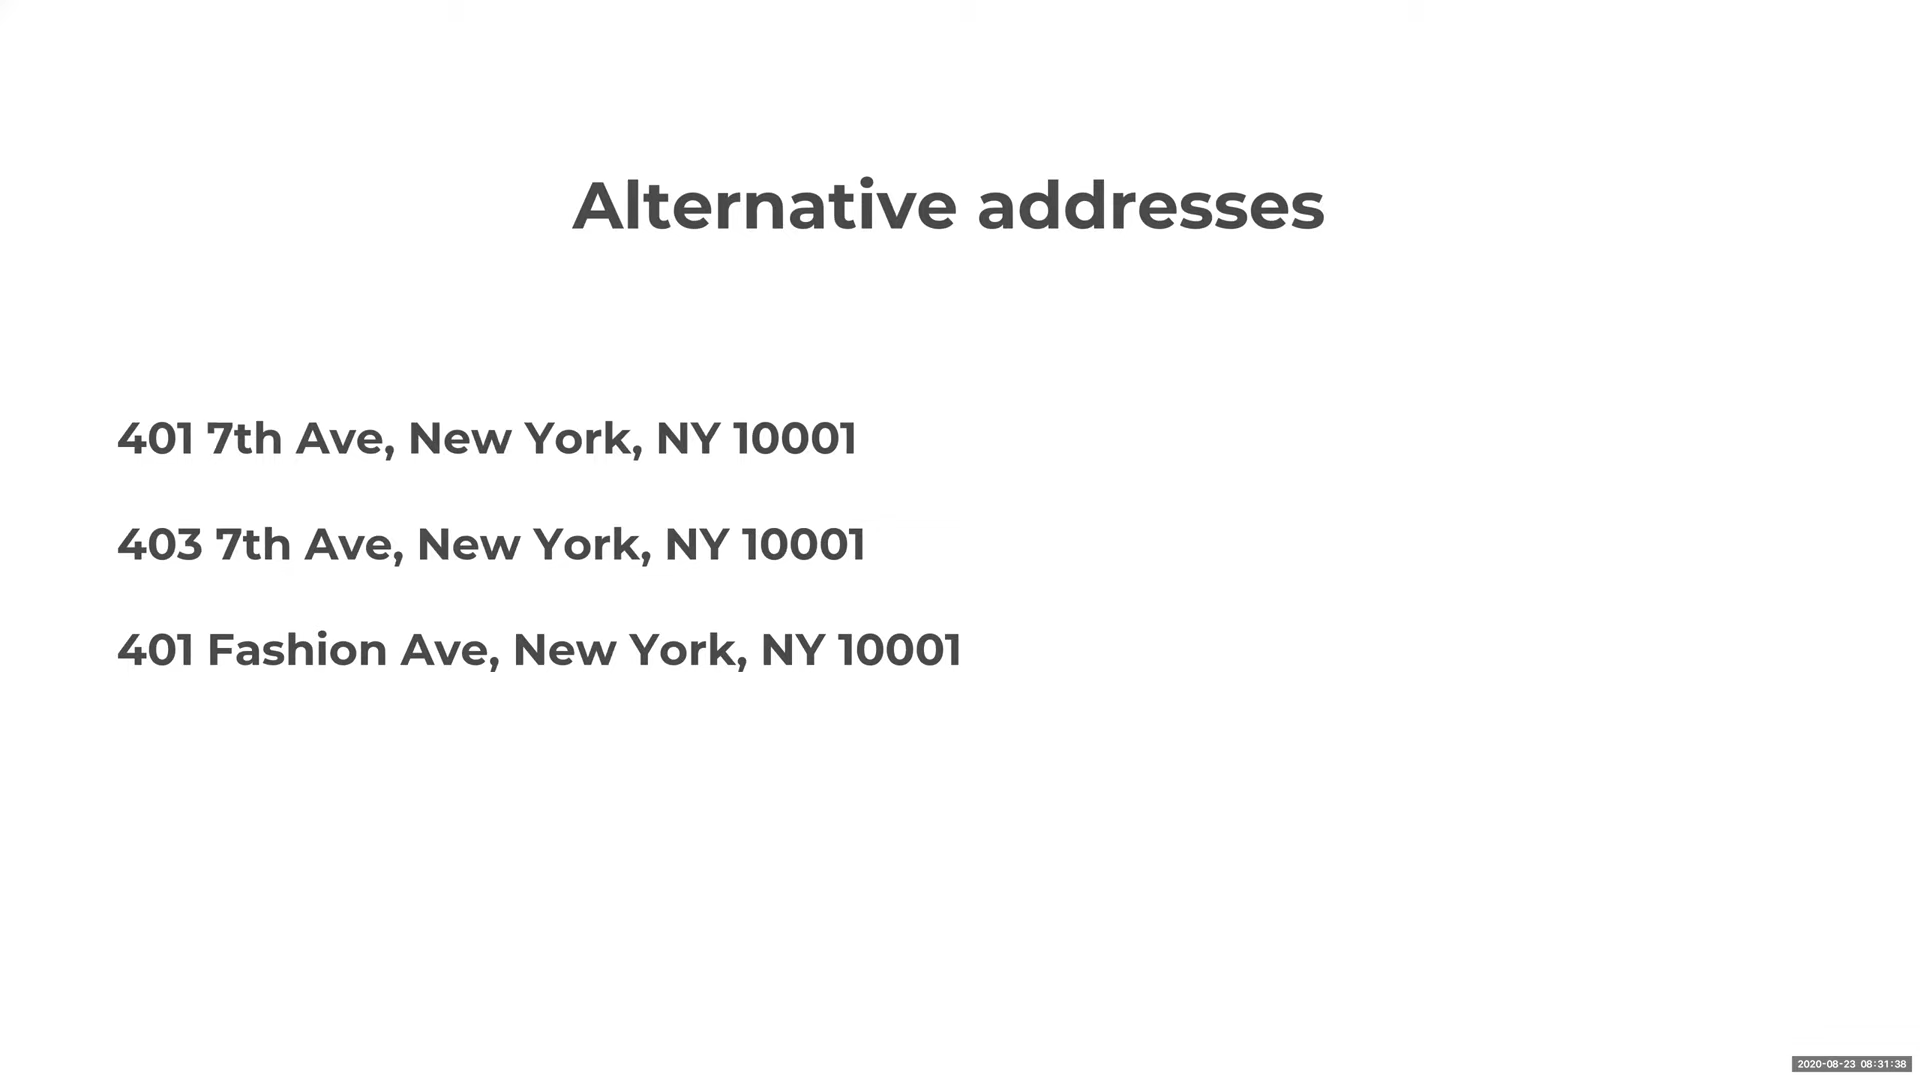 Alternative addresses
401 7th Ave, New York, NY 10001
403 7th Ave, New York, NY 10001
401 Fashion Ave, New York, NY 10001
2020-08-23 08:31:38